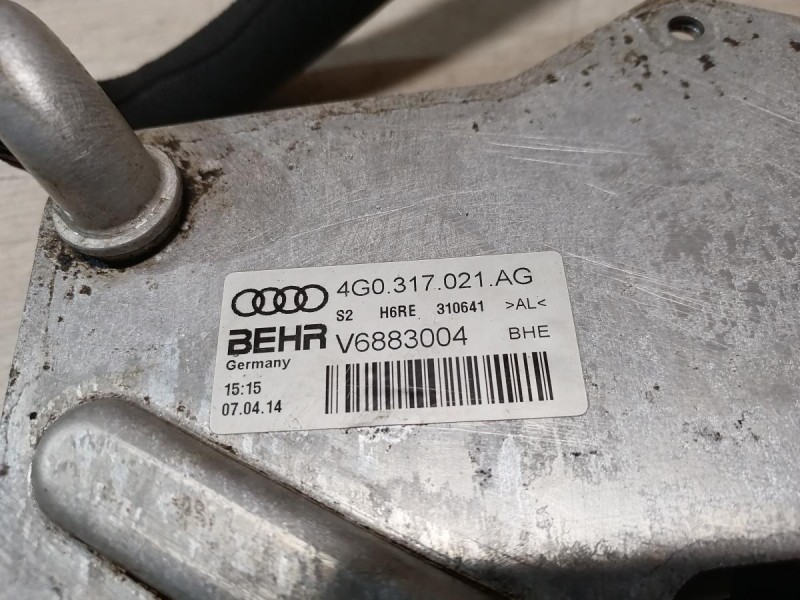 4G0.317.021.AG
S2 H6RE 310641 >AL<
BEHR V6883004 BHE
Germany
15:15
07.04.14